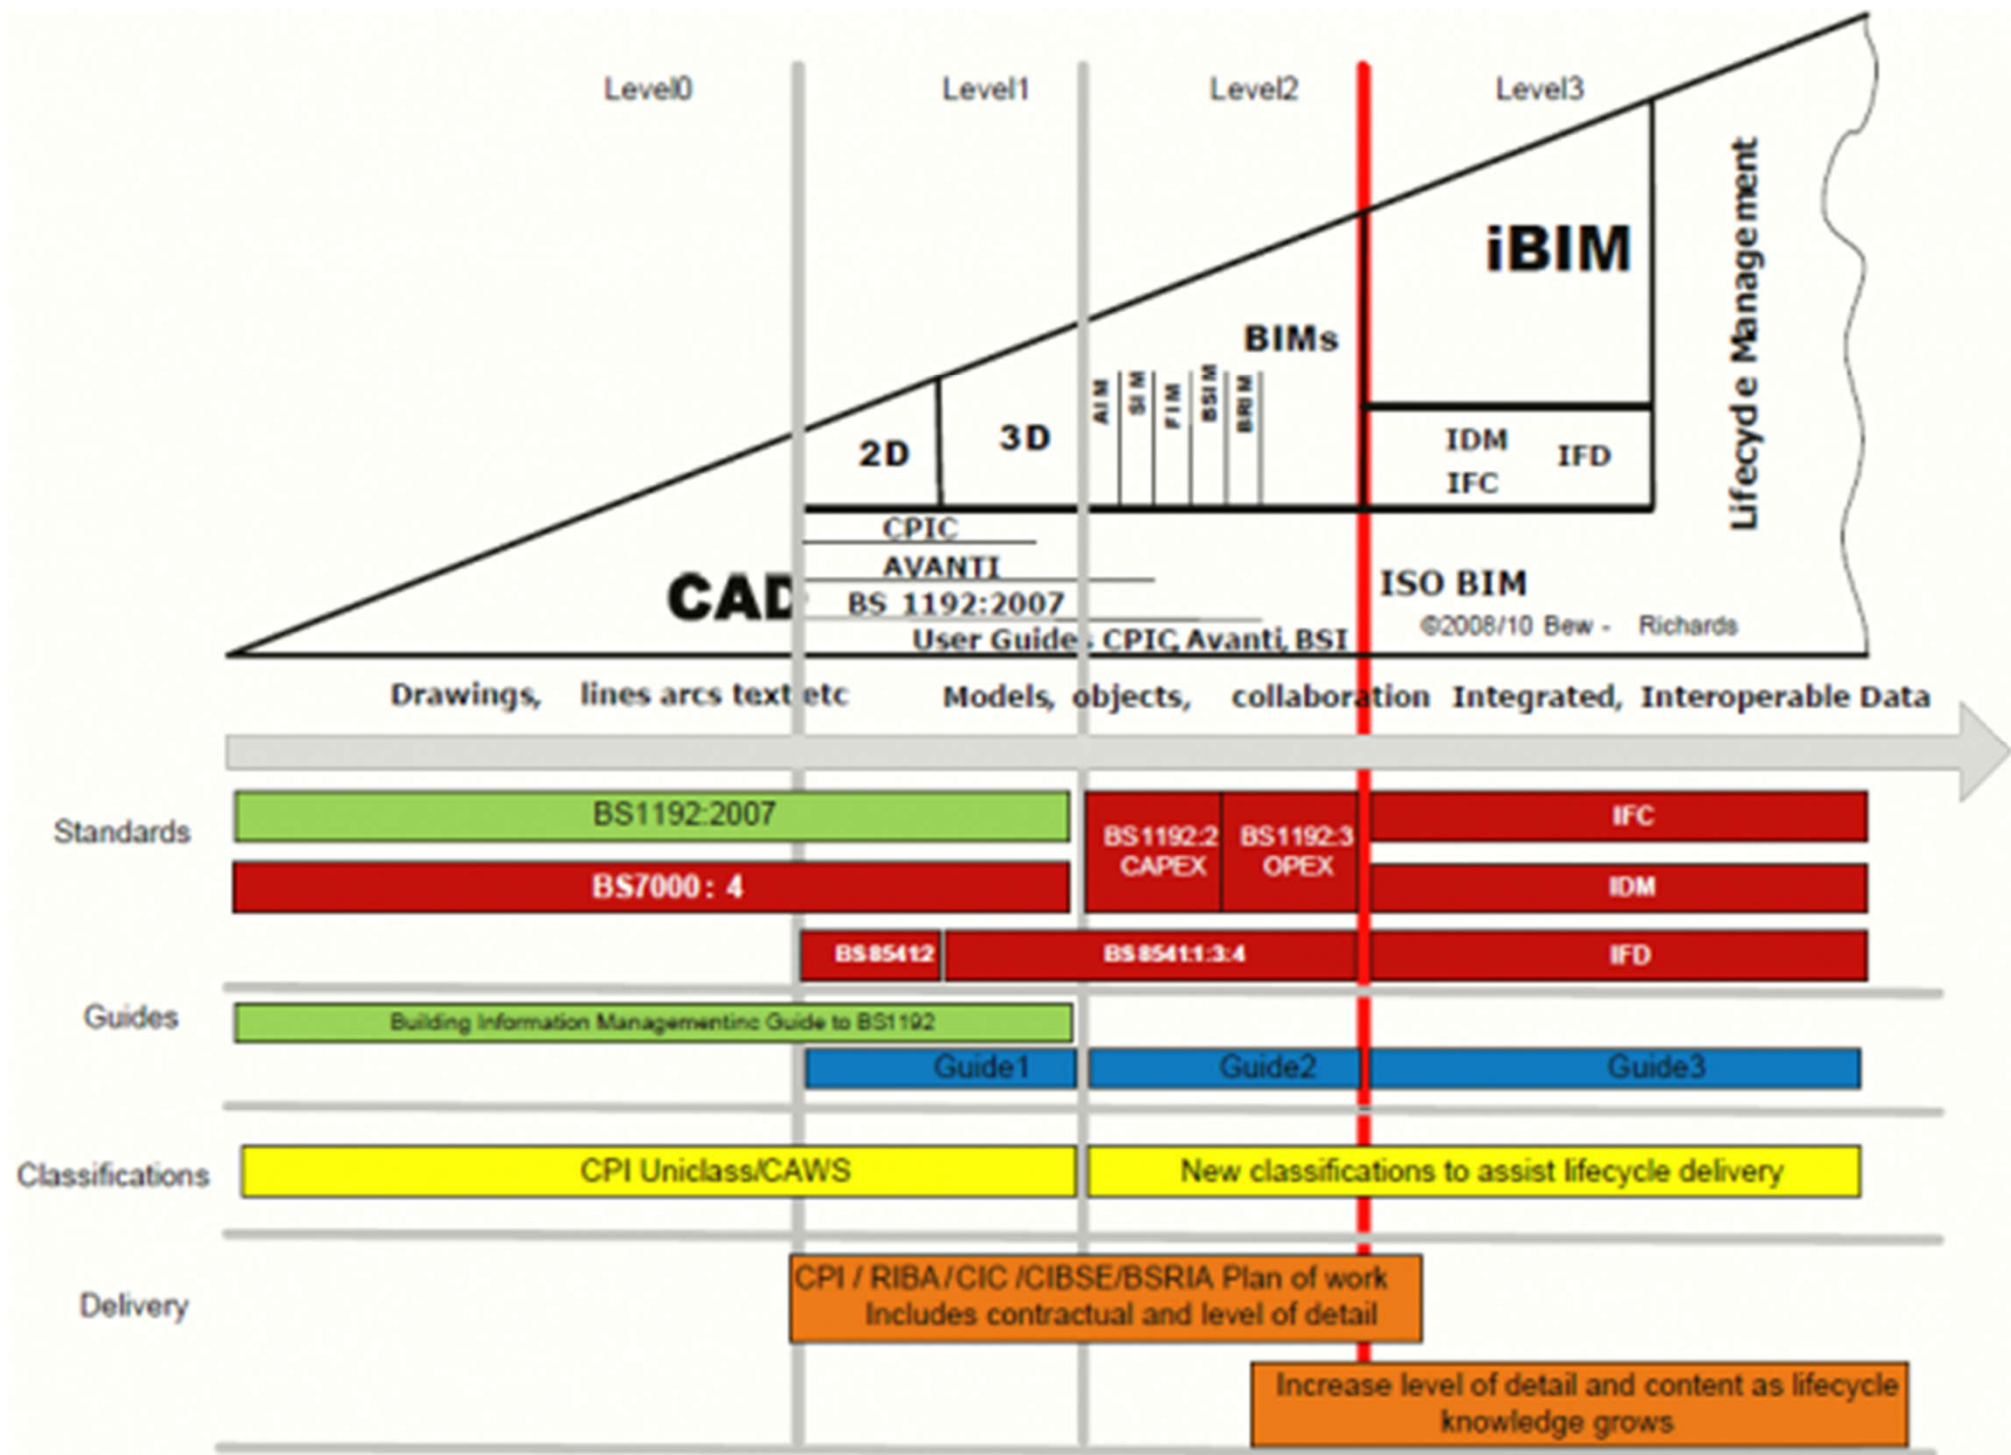 Level0
Level1
Level2
Level3
iBIM
Lifecycle Management
BIMs
AIM
SIM
FIM
BSIM
BRIM
2D
3D
IDM
IFD
IFC
CPIC
AVANTI
CAD
BS 1192:2007
ISO BIM
©2008/10 Bew - Richards
User Guides CPIC, Avanti, BSI
Drawings, lines arcs text etc
Models, objects, collaboration
Integrated, Interoperable Data
Standards
BS1192:2007
BS1192:2
CAPEX
BS1192:3
OPEX
IFC
BS7000: 4
IDM
BS8541:2
BS8541:1:3:4
IFD
Guides
Building Information Management Guide to BS1192
Guide1
Guide2
Guide3
Classifications
CPI Uniclass/CAWS
New classifications to assist lifecycle delivery
Delivery
CPI / RIBA /CIC /CIBSE/BSRIA Plan of work
Includes contractual and level of detail
Increase level of detail and content as lifecycle
knowledge grows